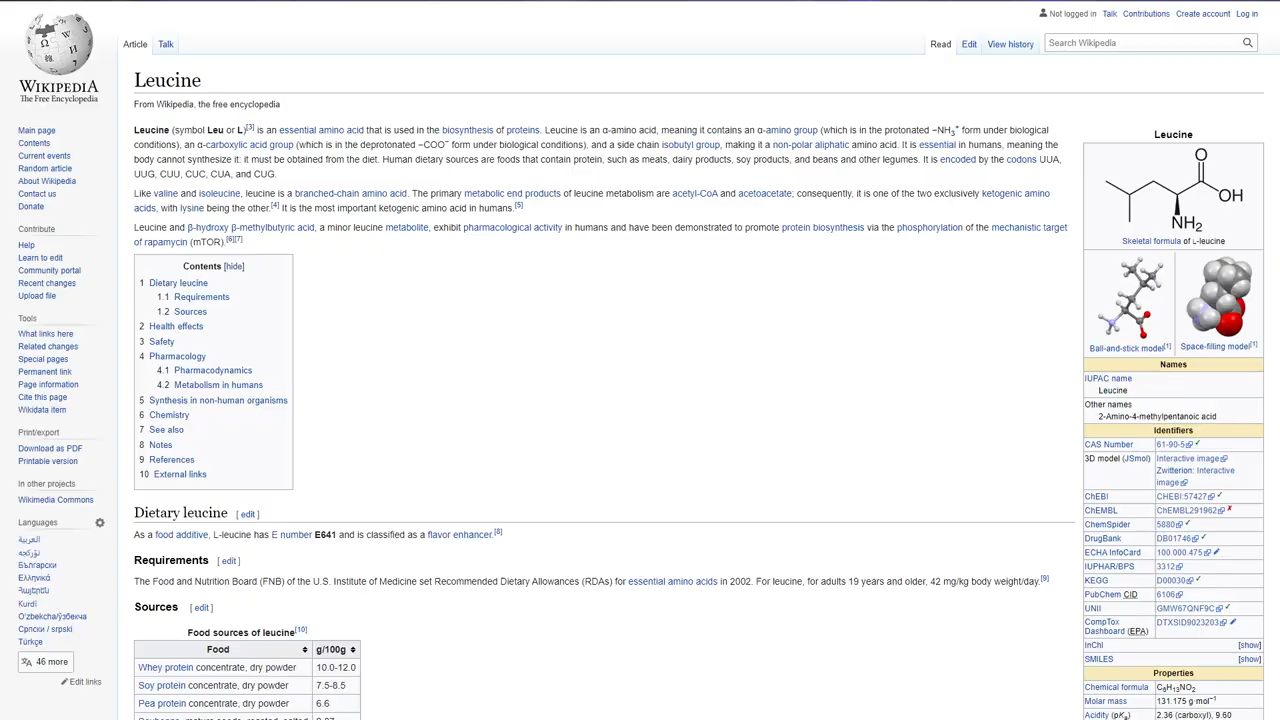 Not logged in Talk Contributions Create account Log in
Article Talk
Read Edit View history Search Wikipedia
WIKIPEDIA
The Free Encyclopedia
Main page
Contents
Current events
Random article
About Wikipedia
Contact us
Donate
Contribute
Help
Learn to edit
Community portal
Recent changes
Upload file
Tools
What links here
Related changes
Special pages
Permanent link
Page information
Cite this page
Wikidata item
Print/export
Download as PDF
Printable version
In other projects
Wikimedia Commons
Languages
العربية
تۆرکجه
Български
Ελληνικά
Հայերեն
Kurdî
Oʻzbekcha/ўзбекча
Српски / srpski
Türkçe
46 more
Edit links
Leucine
From Wikipedia, the free encyclopedia
Leucine (symbol Leu or L)[3] is an essential amino acid that is used in the biosynthesis of proteins. Leucine is an α-amino acid, meaning it contains an α-amino group (which is in the protonated −NH3+ form under biological
conditions), an α-carboxylic acid group (which is in the deprotonated −COO− form under biological conditions), and a side chain isobutyl group, making it a non-polar aliphatic amino acid. It is essential in humans, meaning the
body cannot synthesize it: it must be obtained from the diet. Human dietary sources are foods that contain protein, such as meats, dairy products, soy products, and beans and other legumes. It is encoded by the codons UUA,
UUG, CUU, CUC, CUA, and CUG.
Like valine and isoleucine, leucine is a branched-chain amino acid. The primary metabolic end products of leucine metabolism are acetyl-CoA and acetoacetate; consequently, it is one of the two exclusively ketogenic amino
acids, with lysine being the other.[4] It is the most important ketogenic amino acid in humans.[5]
Leucine and β-hydroxy β-methylbutyric acid, a minor leucine metabolite, exhibit pharmacological activity in humans and have been demonstrated to promote protein biosynthesis via the phosphorylation of the mechanistic target
of rapamycin (mTOR).[6][7]
Contents [hide]
1 Dietary leucine
1.1 Requirements
1.2 Sources
2 Health effects
3 Safety
4 Pharmacology
4.1 Pharmacodynamics
4.2 Metabolism in humans
5 Synthesis in non-human organisms
6 Chemistry
7 See also
8 Notes
9 References
10 External links
Dietary leucine [ edit ]
As a food additive, L-leucine has E number E641 and is classified as a flavor enhancer.[8]
Requirements [ edit ]
The Food and Nutrition Board (FNB) of the U.S. Institute of Medicine set Recommended Dietary Allowances (RDAs) for essential amino acids in 2002. For leucine, for adults 19 years and older, 42 mg/kg body weight/day.[9]
Sources [ edit ]
Food sources of leucine[10]
Food g/100g
Whey protein concentrate, dry powder 10.0-12.0
Soy protein concentrate, dry powder 7.5-8.5
Pea protein concentrate, dry powder 6.6
Leucine
O
OH
NH2
Skeletal formula of L-leucine
Ball-and-stick model[1] Space-filling model[1]
Names
IUPAC name
Leucine
Other names
2-Amino-4-methylpentanoic acid
Identifiers
CAS Number 61-90-5
3D model (JSmol) Interactive image
Zwitterion: Interactive
image
ChEBI CHEBI:57427
ChEMBL ChEMBL291962
ChemSpider 5880
DrugBank DB01746
ECHA InfoCard 100.000.475
IUPHAR/BPS 3312
KEGG D00030
PubChem CID 6106
UNII GMW67QNF9C
CompTox
Dashboard (EPA) DTXSID9023203
InChI [show]
SMILES [show]
Properties
Chemical formula C6H13NO2
Molar mass 131.175 g·mol−1
Acidity (pKa) 2.36 (carboxyl), 9.60